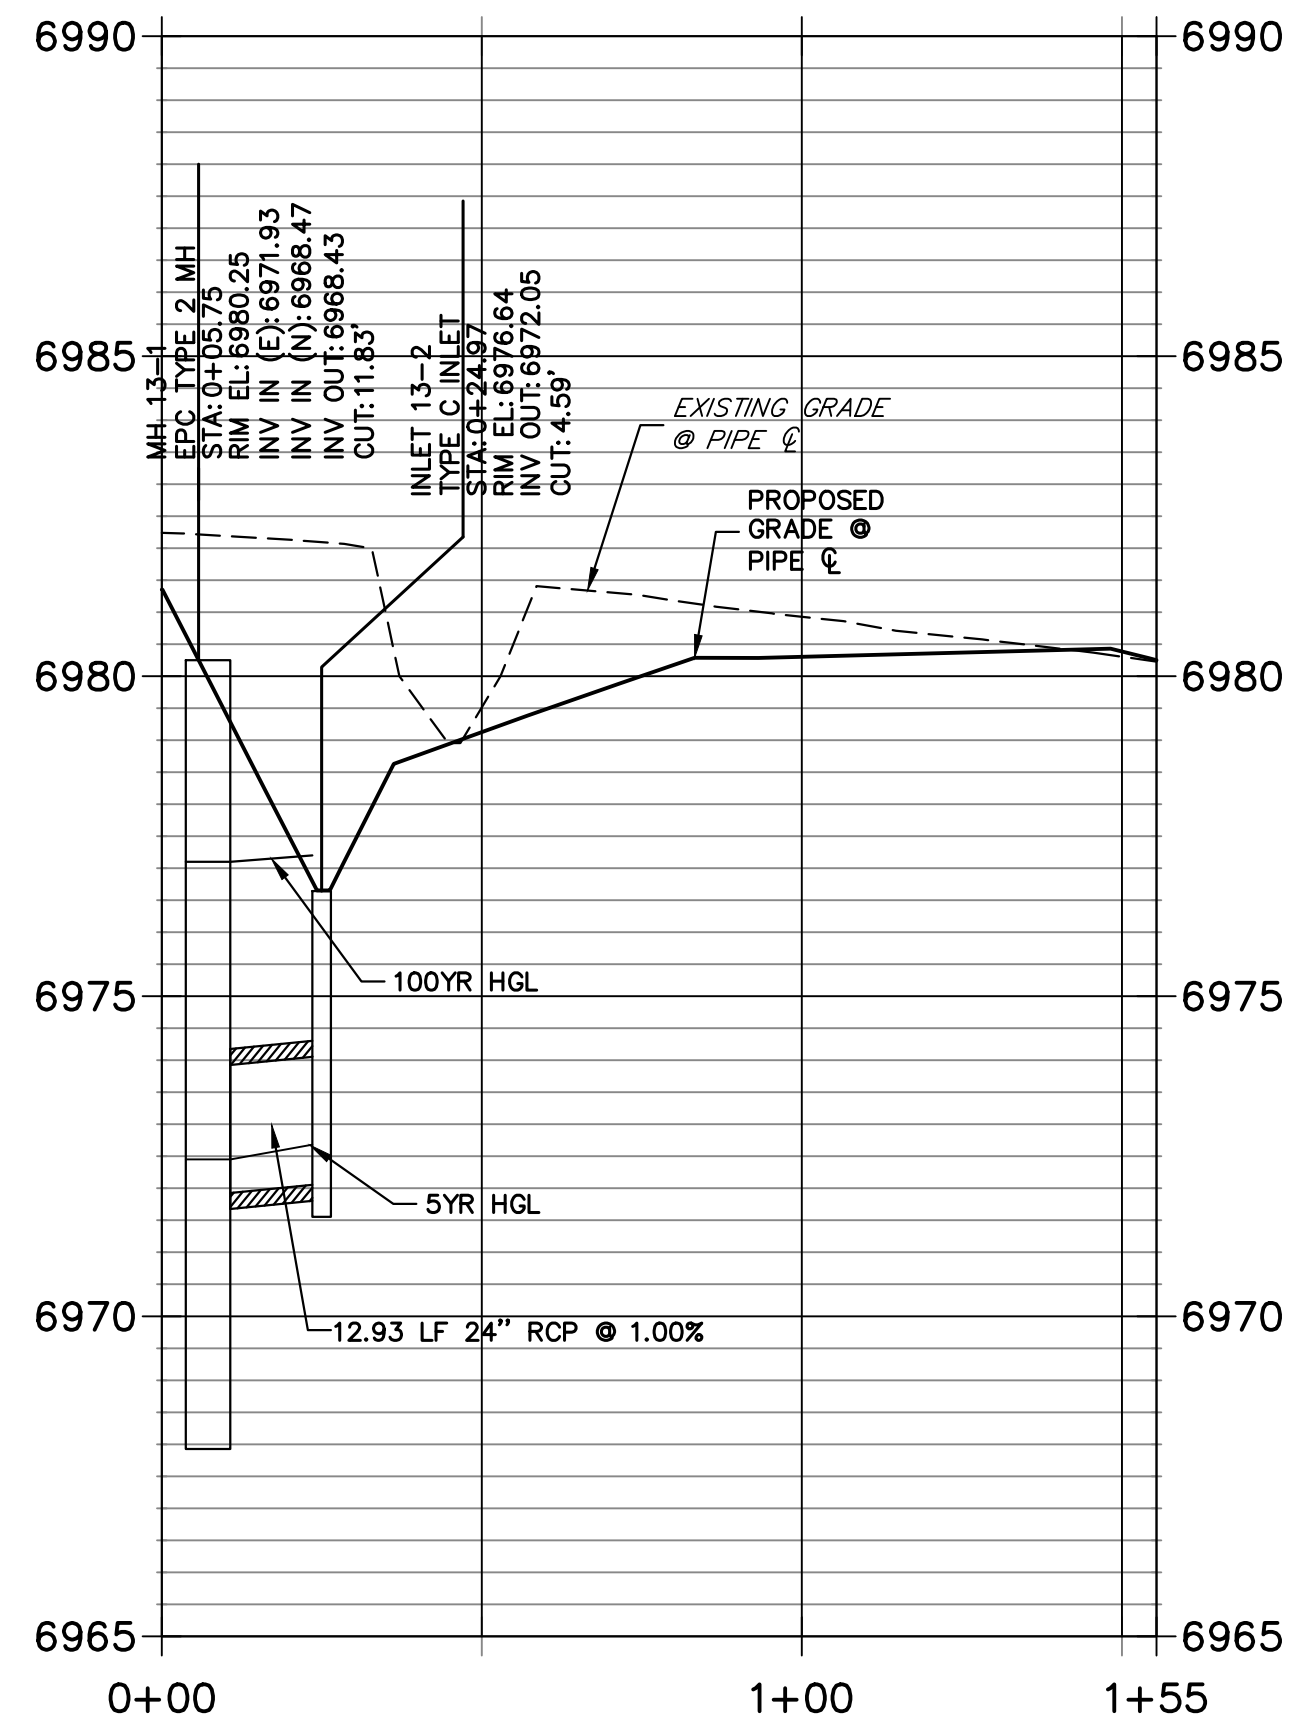 6990
6990
MH 13-1
EPC TYPE 2 MH
STA:0+05.75
RIM EL:6980.25
INV IN (E):6971.93
INV IN (N):6968.47
INV OUT:6968.43
CUT:11.83'
INLET 13-2
TYPE C INLET
STA:0+24.97
RIM EL:6976.64
INV OUT:6972.05
CUT:4.59'
6985
6985
EXISTING GRADE
@ PIPE ℄
PROPOSED
GRADE @
PIPE ℄
6980
6980
100YR HGL
6975
6975
5YR HGL
6970
6970
12.93 LF 24" RCP @ 1.00%
6965
6965
0+00
1+00
1+55